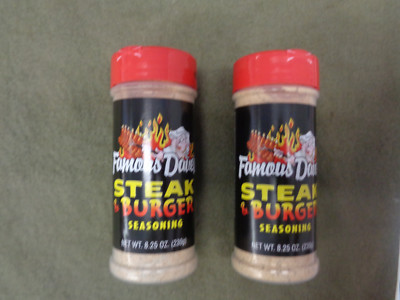 Famous Dave's
STEAK
& BURGER
SEASONING
NET WT. 8.25 OZ. (233g)
Famous Dave's
STEAK
& BURGER
SEASONING
NET WT. 8.25 OZ.